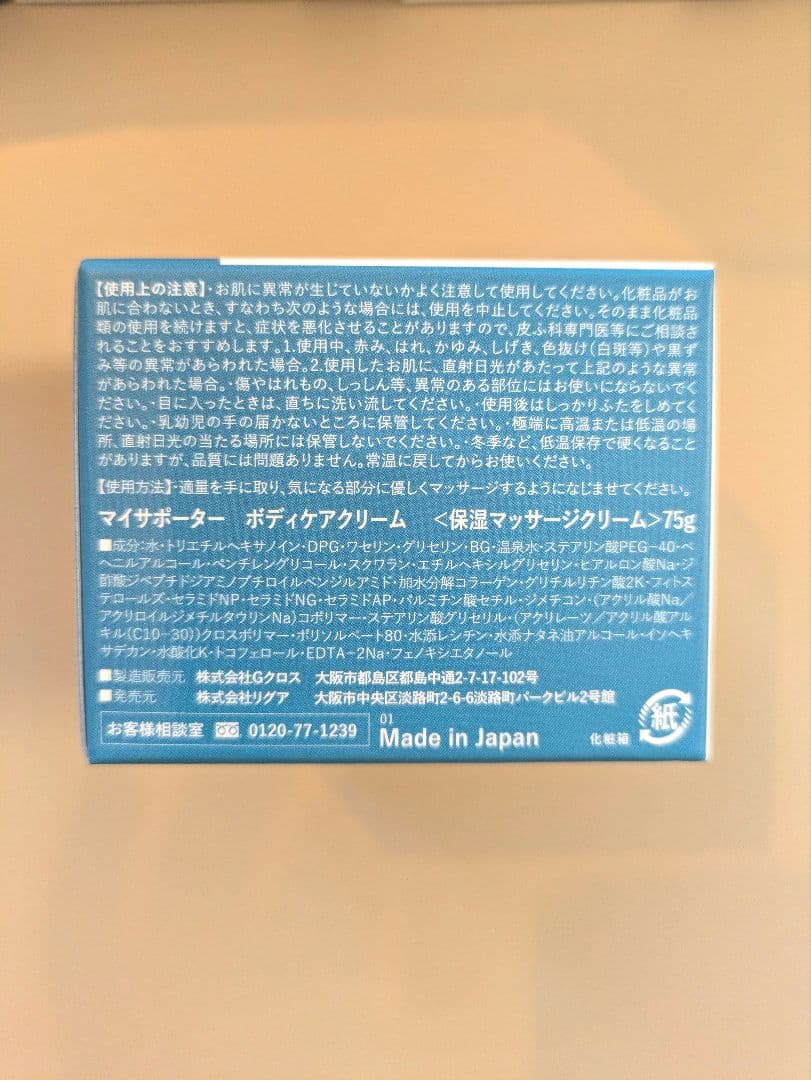 【使用上の注意】・お肌に異常が生じていないかよく注意して使用してください。化粧品がお
肌に合わないとき、すなわち次のような場合には、使用を中止してください。そのまま化粧品
類の使用を続けますと、症状を悪化させることがありますので、皮ふ科専門医等にご相談さ
れることをおすすめします。1.使用中、赤み、はれ、かゆみ、しげき、色抜け(白斑等)や黒ず
み等の異常があらわれた場合。2.使用したお肌に、直射日光があたって上記のような異常
があらわれた場合。・傷やはれもの、しっしん等、異常のある部位にはお使いにならないでく
ださい。・目に入ったときは、直ちに洗い流してください。・使用後はしっかりふたをしめてく
ださい。・乳幼児の手の届かないところに保管してください。・極端に高温または低温の場
所、直射日光の当たる場所には保管しないでください。・冬季など、低温保存で硬くなること
がありますが、品質には問題ありません。常温に戻してからお使いください。
【使用方法】・適量を手に取り、気になる部分に優しくマッサージするようになじませてください。
マイサポーター ボディケアクリーム <保湿マッサージクリーム>75g
■成分:水・トリエチルヘキサノイン・DPG・ワセリン・グリセリン・BG・温泉水・ステアリン酸PEG-40・ベ
ヘニルアルコール・ペンチレングリコール・スクワラン・エチルヘキシルグリセリン・ヒアルロン酸Na・ジ
酢酸ジペプチドジアミノブチロイルベンジルアミド・加水分解コラーゲン・グリチルリチン酸2K・フィトス
テロールズ・セラミドNP・セラミドNG・セラミドAP・パルミチン酸セチル・ジメチコン・(アクリル酸Na/
アクリロイルジメチルタウリンNa)コポリマー・ステアリン酸グリセリル・(アクリレーツ/アクリル酸アル
キル(C10-30))クロスポリマー・ポリソルベート80・水添レシチン・水添ナタネ油アルコール・イソヘキ
サデカン・水酸化K・トコフェロール・EDTA-2Na・フェノキシエタノール
■製造販売元 株式会社Gクロス 大阪市都島区都島中通2-7-17-102号
■発売元 株式会社リグア 大阪市中央区淡路町2-6-6淡路町パークビル2号館
お客様相談室 0120-77-1239
01
Made in Japan
化粧箱
紙